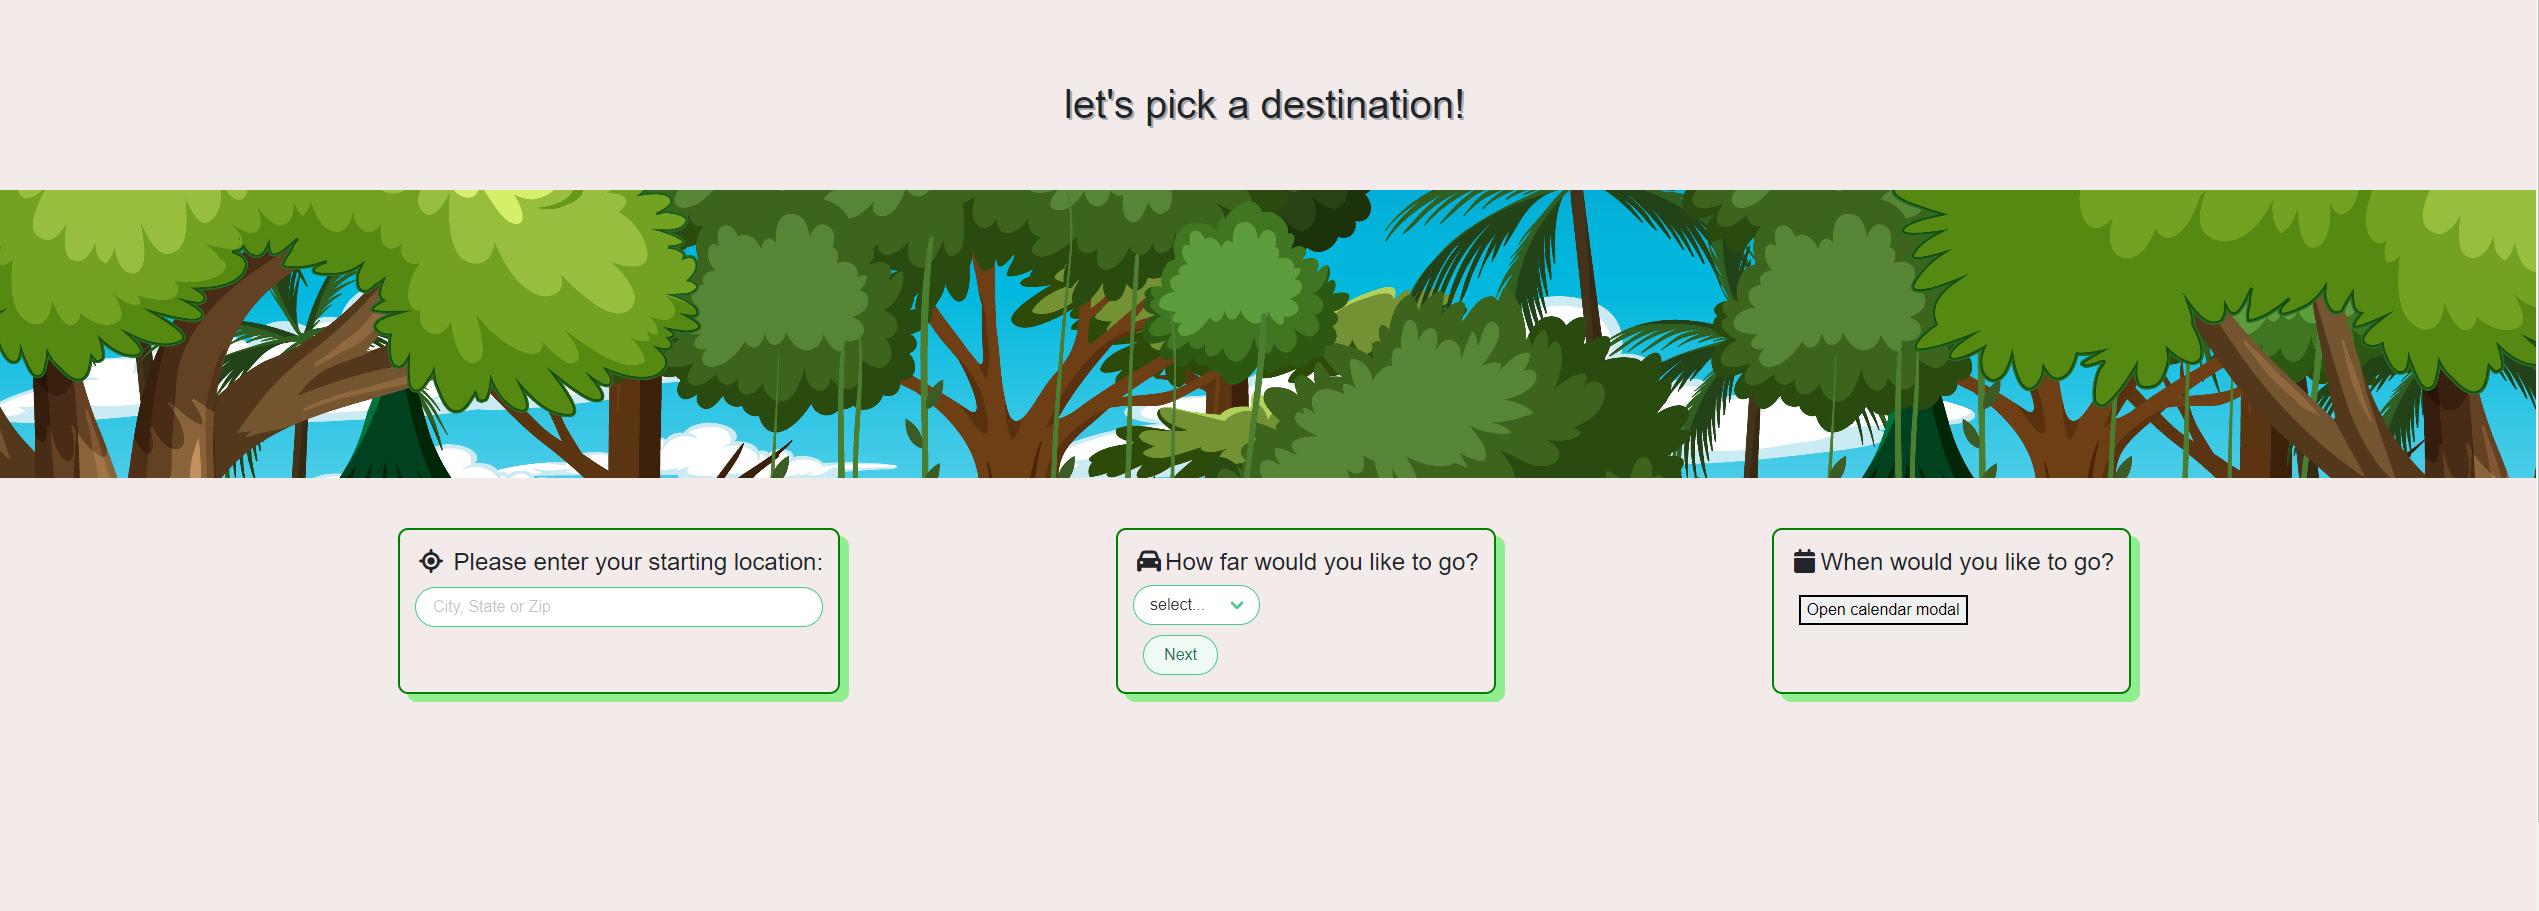 let's pick a destination!
Please enter your starting location:
City, State or Zip
How far would you like to go?
select...
Next
When would you like to go?
Open calendar modal